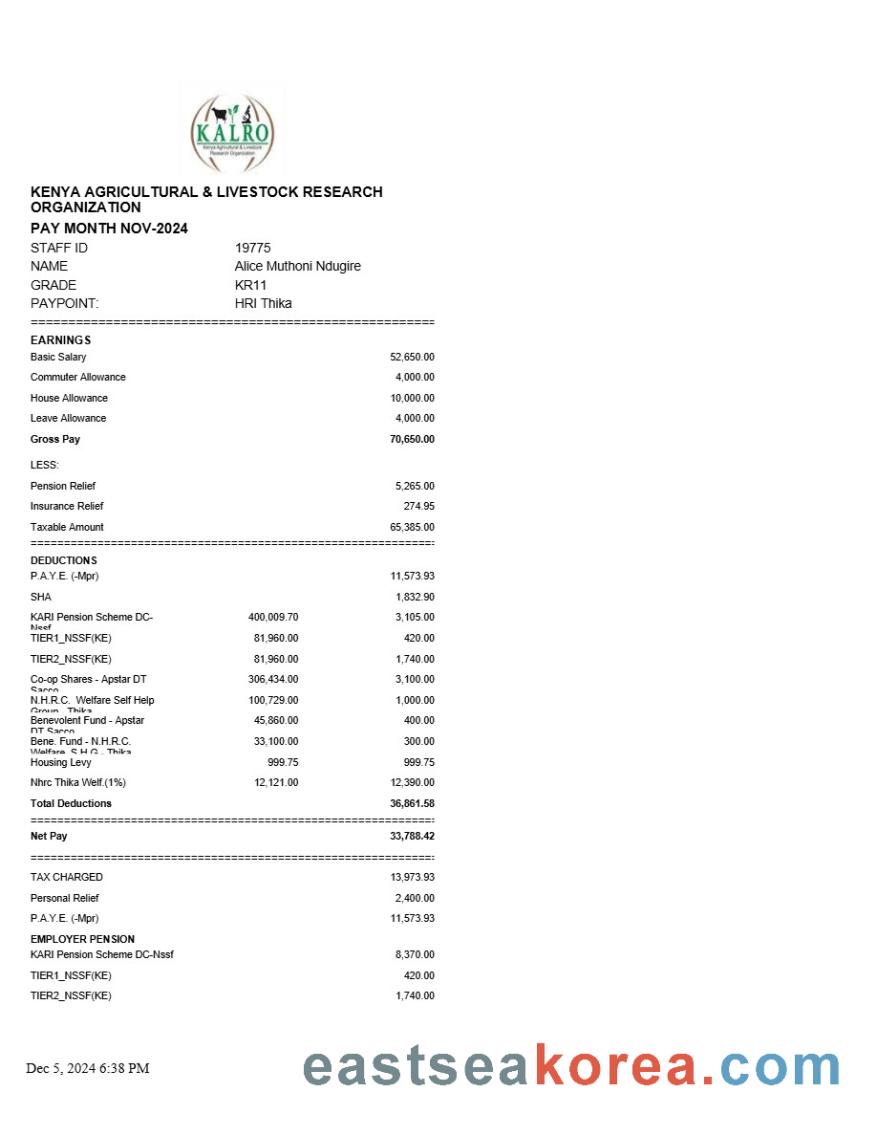 KALRO
Kenya Agricultural & Livestock
Research Organization
KENYA AGRICULTURAL & LIVESTOCK RESEARCH
ORGANIZATION
PAY MONTH NOV-2024
STAFF ID 19775
NAME Alice Muthoni Ndugire
GRADE KR11
PAYPOINT: HRI Thika
EARNINGS
Basic Salary 52,650.00
Commuter Allowance 4,000.00
House Allowance 10,000.00
Leave Allowance 4,000.00
Gross Pay 70,650.00
LESS:
Pension Relief 5,265.00
Insurance Relief 274.95
Taxable Amount 65,385.00
DEDUCTIONS
P.A.Y.E. (-Mpr) 11,573.93
SHA 1,832.90
KARI Pension Scheme DC- 400,009.70 3,105.00
Nssf
TIER1_NSSF(KE) 81,960.00 420.00
TIER2_NSSF(KE) 81,960.00 1,740.00
Co-op Shares - Apstar DT 306,434.00 3,100.00
Sacco
N.H.R.C. Welfare Self Help 100,729.00 1,000.00
Group - Thika
Benevolent Fund - Apstar 45,860.00 400.00
DT Sacco
Bene. Fund - N.H.R.C. 33,100.00 300.00
Welfare S.H.G - Thika
Housing Levy 999.75 999.75
Nhrc Thika Welf.(1%) 12,121.00 12,390.00
Total Deductions 36,861.58
Net Pay 33,788.42
TAX CHARGED 13,973.93
Personal Relief 2,400.00
P.A.Y.E. (-Mpr) 11,573.93
EMPLOYER PENSION
KARI Pension Scheme DC-Nssf 8,370.00
TIER1_NSSF(KE) 420.00
TIER2_NSSF(KE) 1,740.00
Dec 5, 2024 6:38 PM
eastseakorea.com